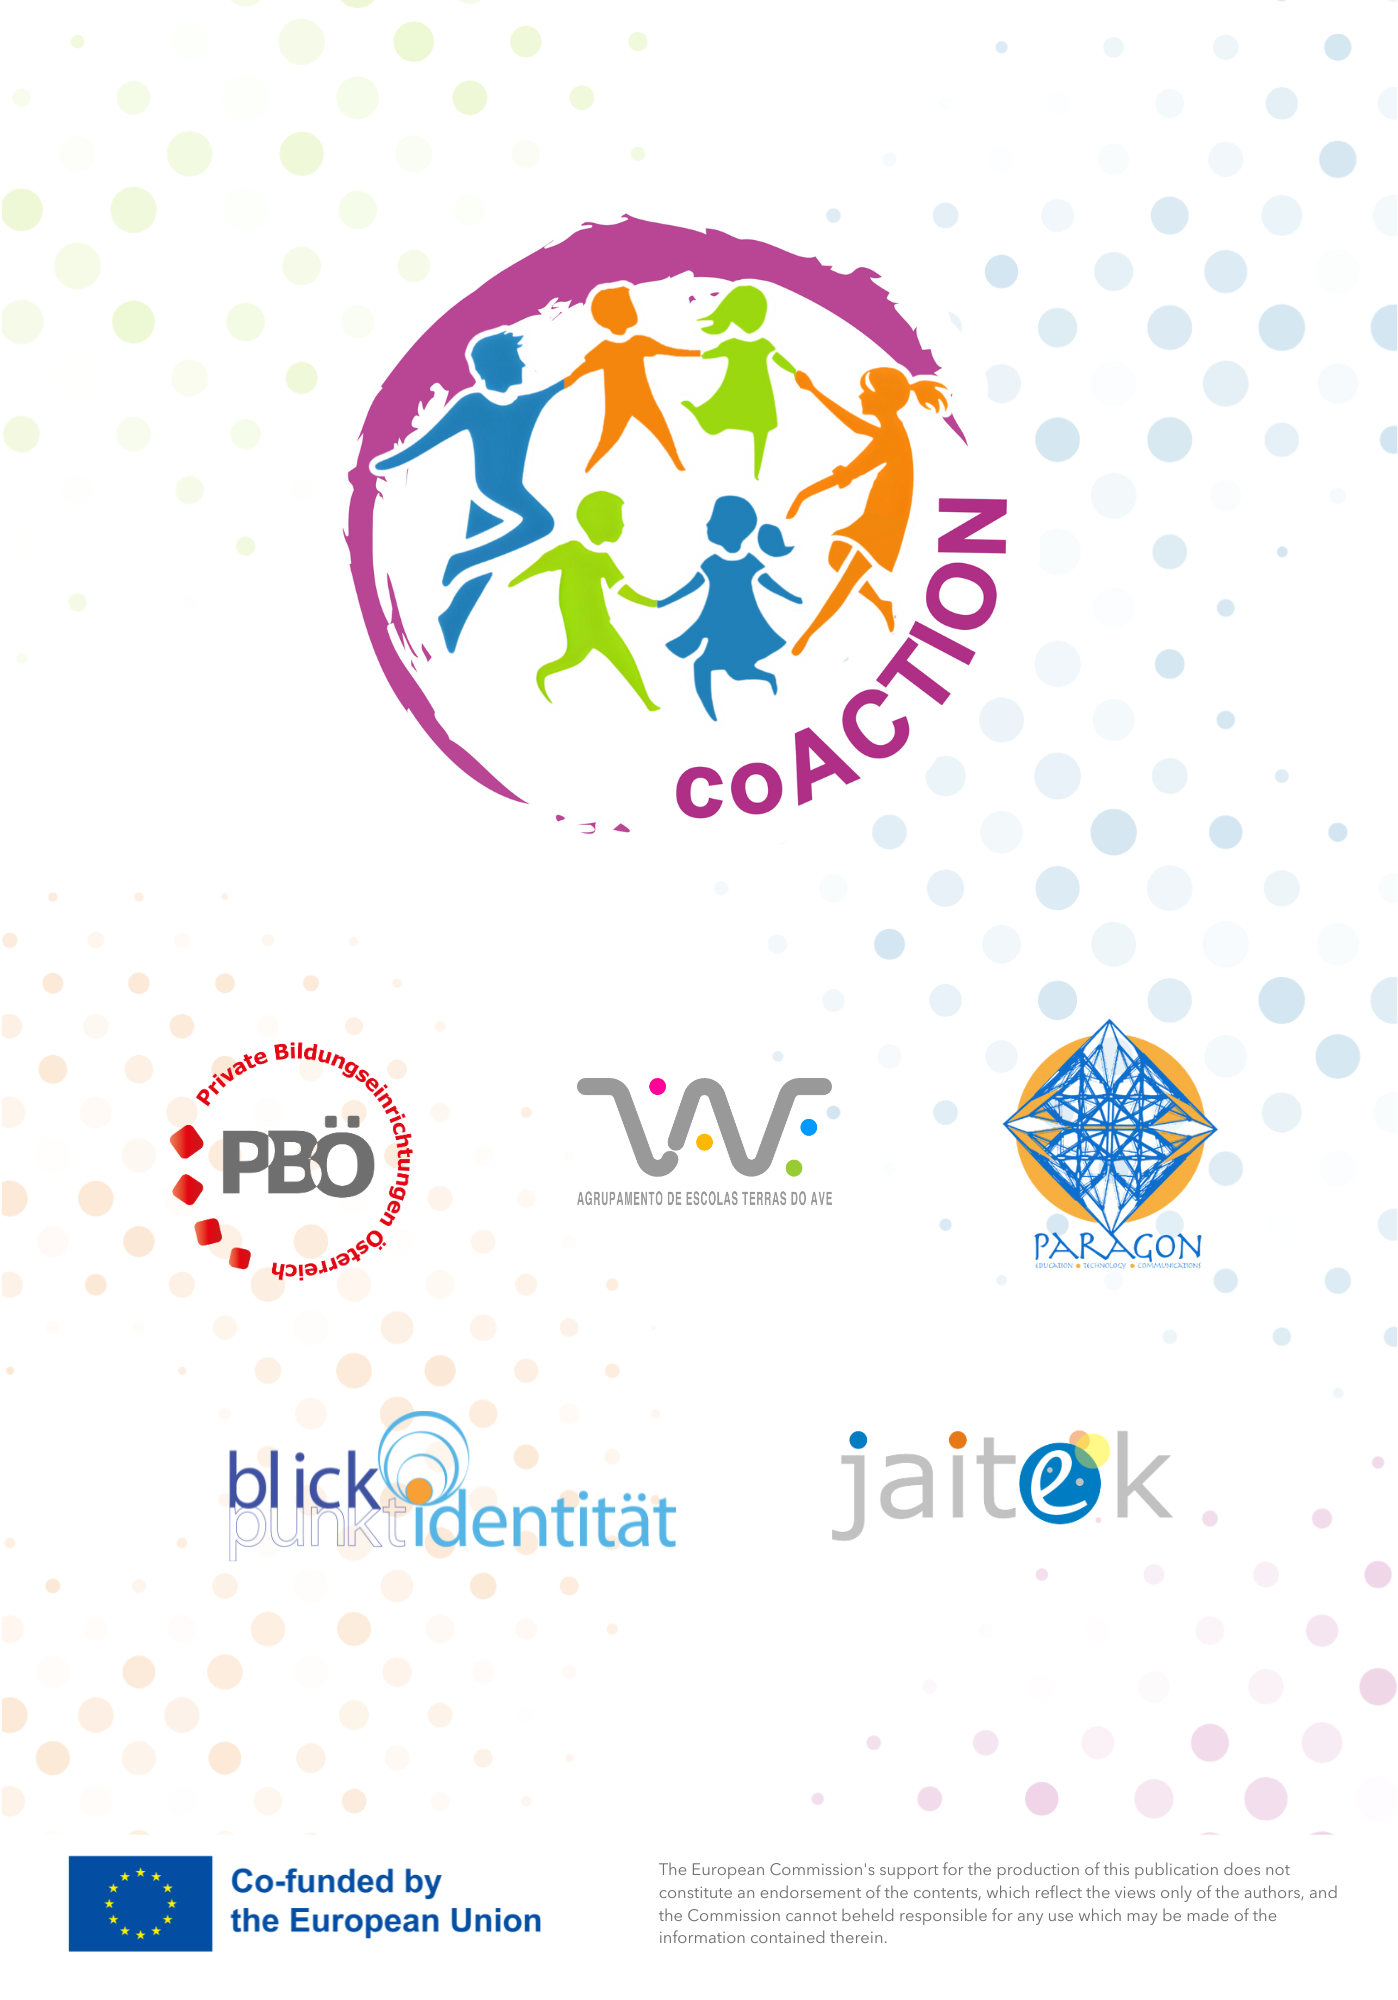 coACTION
Private Bildungseinrichtungen Österreich
PBÖ
AGRUPAMENTO DE ESCOLAS TERRAS DO AVE
PARAGON
EDUCATION • TECHNOLOGY • COMMUNICATIONS
blick
punkt identität
jaitek
Co-funded by
the European Union
The European Commission's support for the production of this publication does not
constitute an endorsement of the contents, which reflect the views only of the authors, and
the Commission cannot beheld responsible for any use which may be made of the
information contained therein.